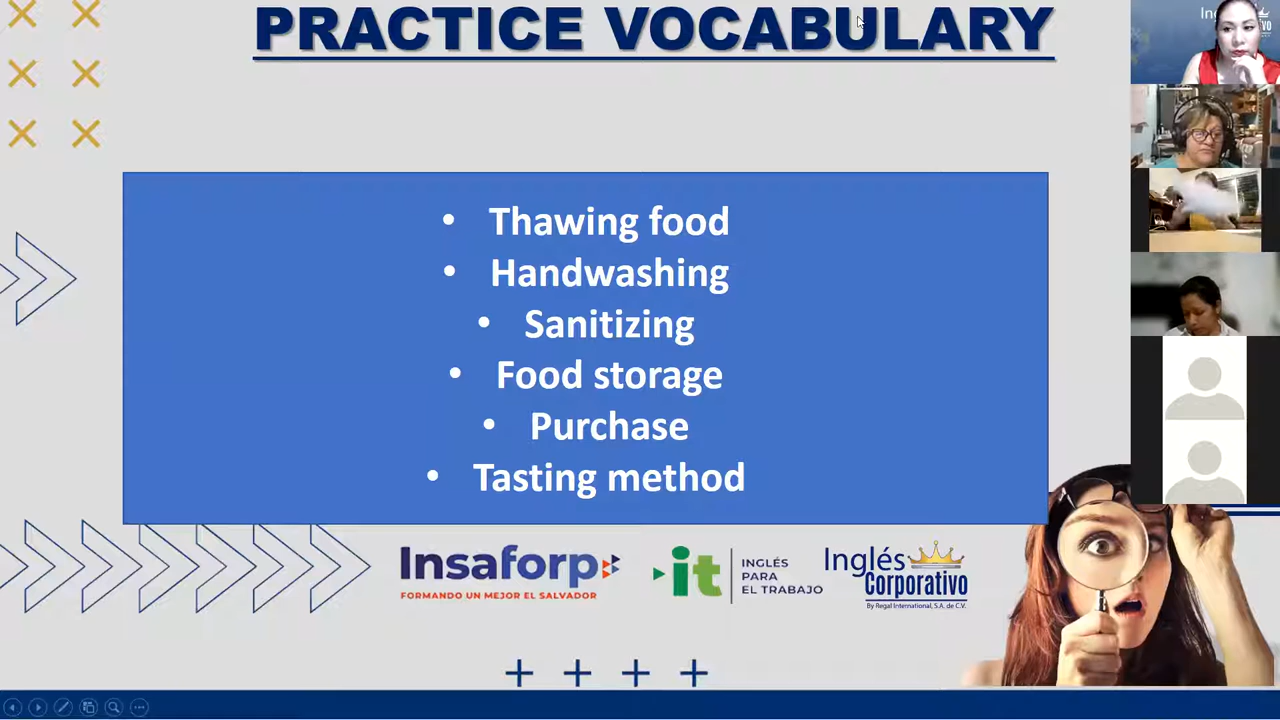 PRACTICE VOCABULARY
• Thawing food
• Handwashing
• Sanitizing
• Food storage
• Purchase
• Tasting method
Insaforp
FORMANDO UN MEJOR EL SALVADOR
it
INGLÉS
PARA
EL TRABAJO
Inglés
Corporativo
By Regal International, S.A. de C.V.